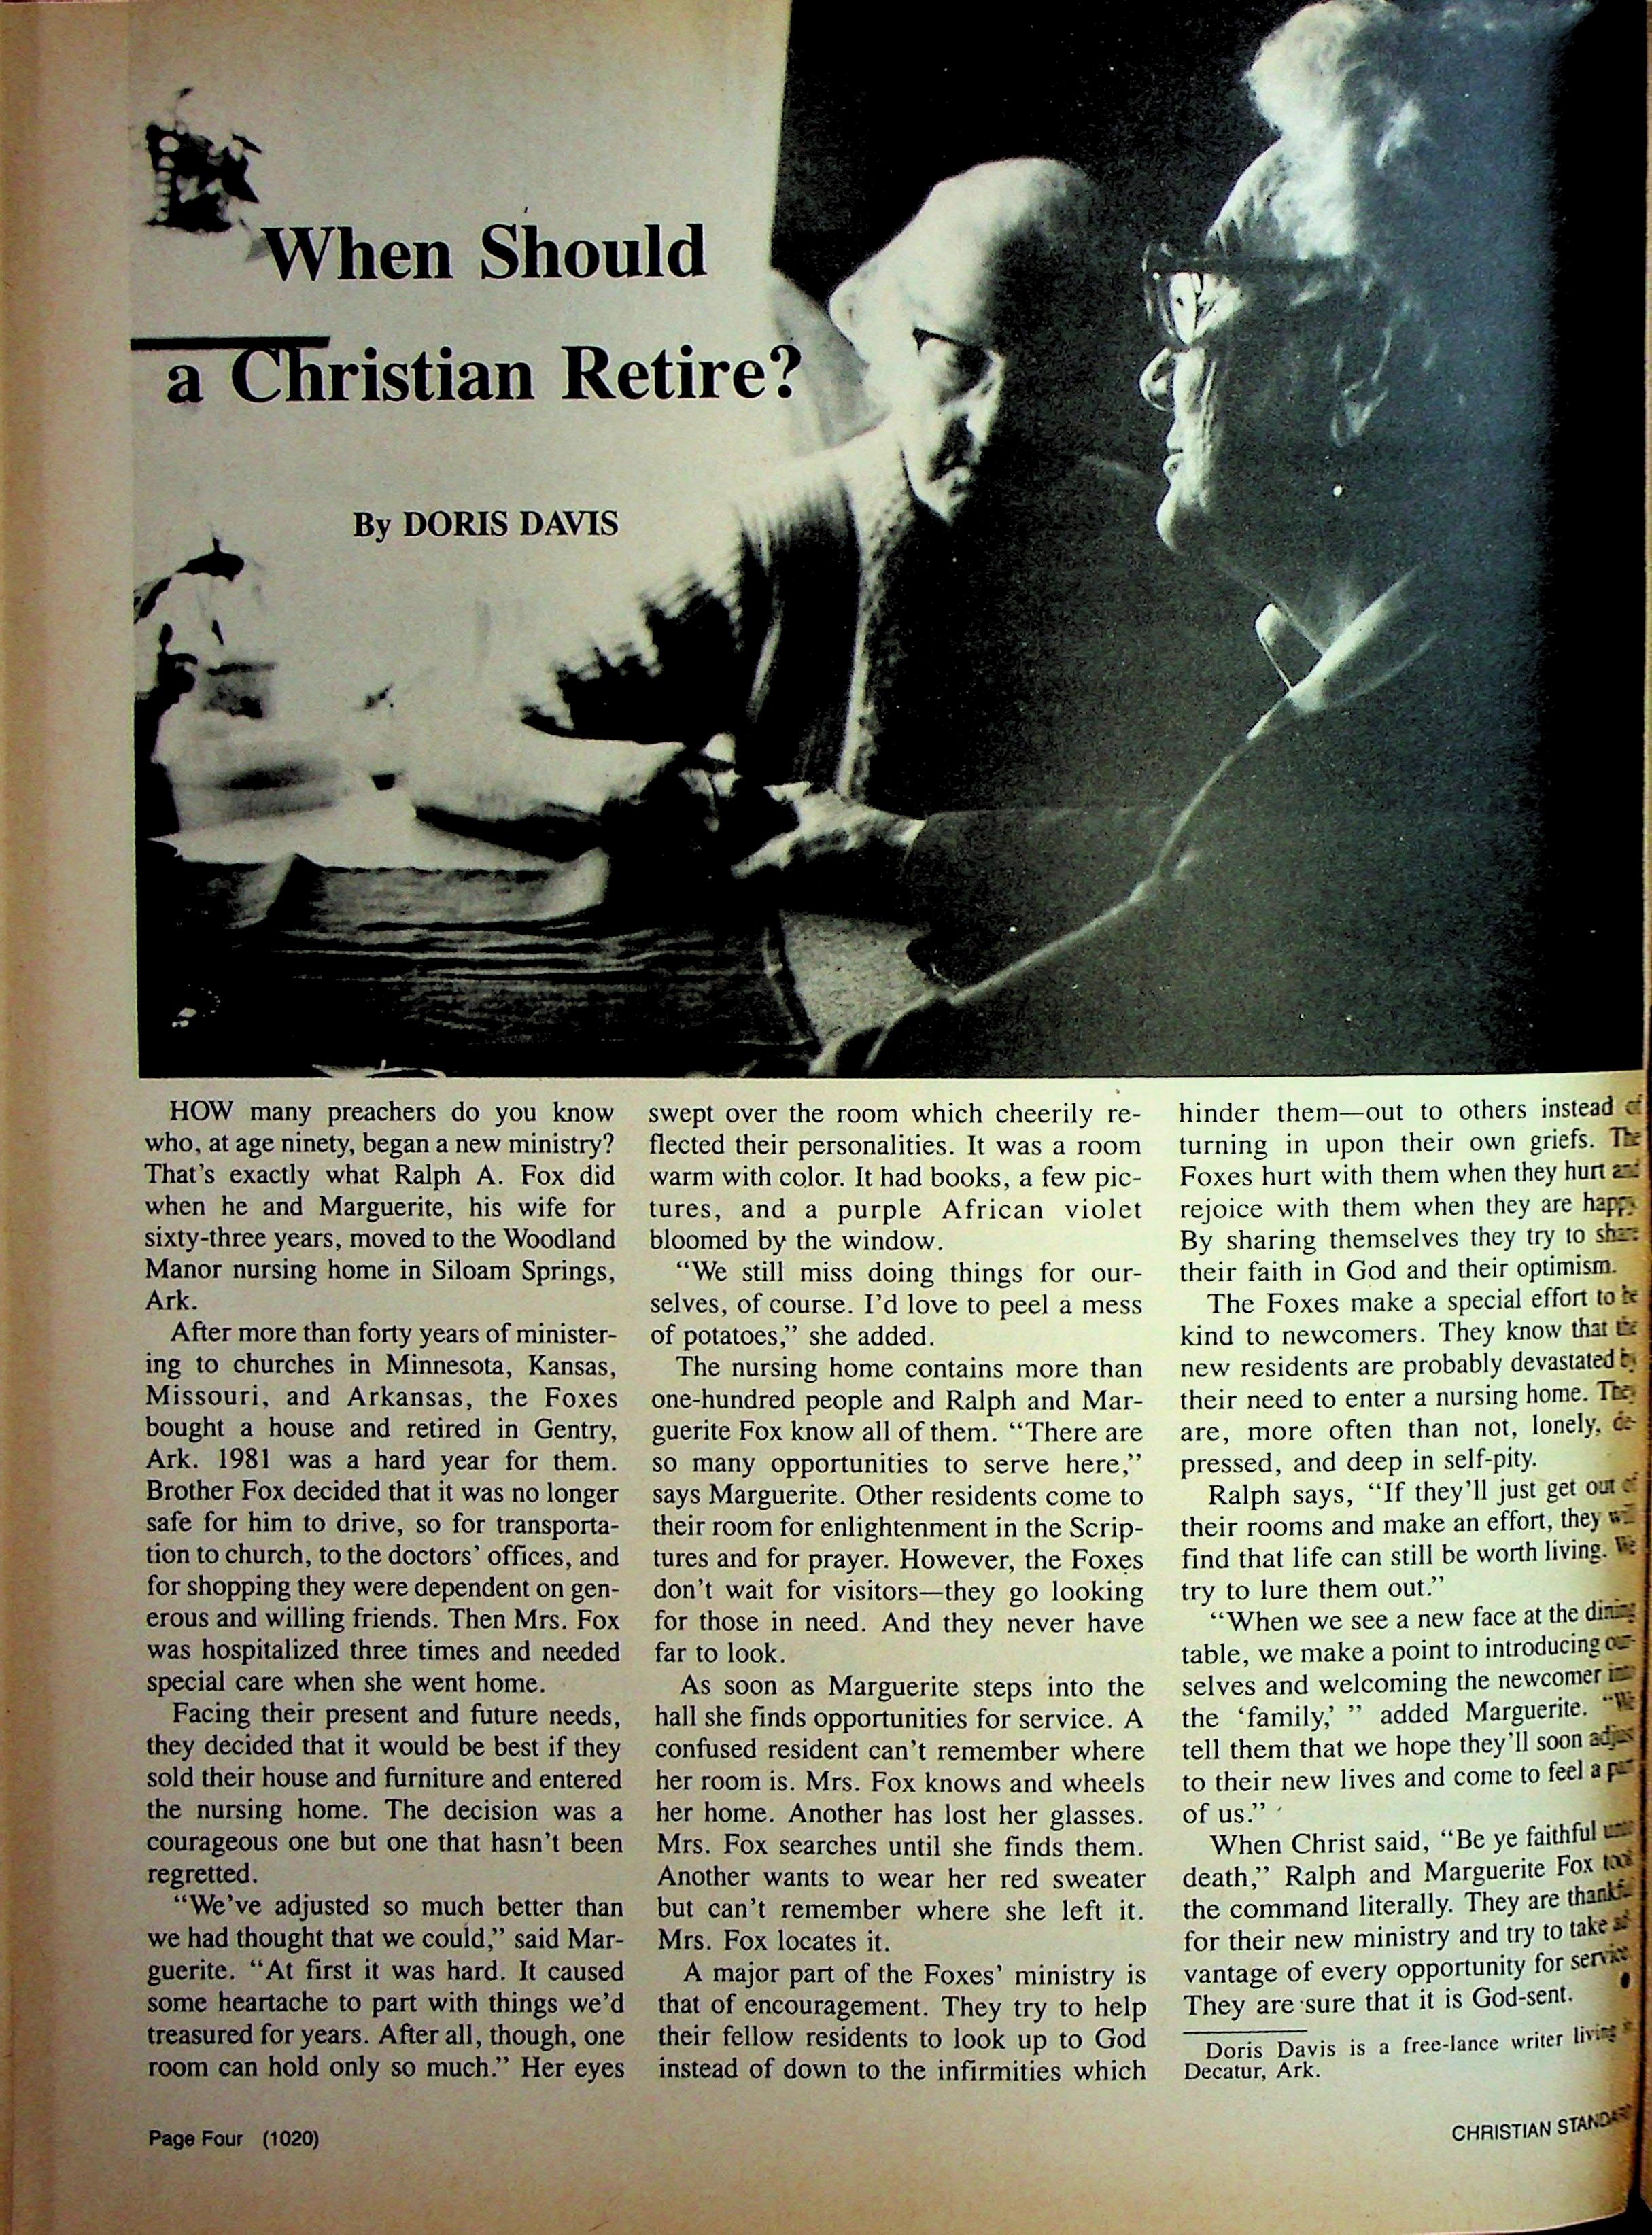 When Should
a Christian Retire?
By DORIS DAVIS
HOW many preachers do you know
who, at age ninety, began a new ministry?
That's exactly what Ralph A. Fox did
when he and Marguerite, his wife for
sixty-three years, moved to the Woodland
Manor nursing home in Siloam Springs,
Ark.
After more than forty years of minister-
ing to churches in Minnesota, Kansas,
Missouri, and Arkansas, the Foxes
bought a house and retired in Gentry,
Ark. 1981 was a hard year for them.
Brother Fox decided that it was no longer
safe for him to drive, so for transporta-
tion to church, to the doctors' offices, and
for shopping they were dependent on gen-
erous and willing friends. Then Mrs. Fox
was hospitalized three times and needed
special care when she went home.
Facing their present and future needs,
they decided that it would be best if they
sold their house and furniture and entered
the nursing home. The decision was a
courageous one but one that hasn't been
regretted.
"We've adjusted so much better than
we had thought that we could," said Mar-
guerite. "At first it was hard. It caused
some heartache to part with things we'd
treasured for years. After all, though, one
room can hold only so much." Her eyes
swept over the room which cheerily re-
flected their personalities. It was a room
warm with color. It had books, a few pic-
tures, and a purple African violet
bloomed by the window.
"We still miss doing things for our-
selves, of course. I'd love to peel a mess
of potatoes," she added.
The nursing home contains more than
one-hundred people and Ralph and Mar-
guerite Fox know all of them. "There are
so many opportunities to serve here,"
says Marguerite. Other residents come to
their room for enlightenment in the Scrip-
tures and for prayer. However, the Foxes
don't wait for visitors—they go looking
for those in need. And they never have
far to look.
As soon as Marguerite steps into the
hall she finds opportunities for service. A
confused resident can't remember where
her room is. Mrs. Fox knows and wheels
her home. Another has lost her glasses.
Mrs. Fox searches until she finds them.
Another wants to wear her red sweater
but can't remember where she left it.
Mrs. Fox locates it.
A major part of the Foxes' ministry is
that of encouragement. They try to help
their fellow residents to look up to God
instead of down to the infirmities which
hinder them—out to others instead of
turning in upon their own griefs. The
Foxes hurt with them when they hurt and
rejoice with them when they are happy.
By sharing themselves they try to share
their faith in God and their optimism.
The Foxes make a special effort to be
kind to newcomers. They know that the
new residents are probably devastated by
their need to enter a nursing home. They
are, more often than not, lonely, de-
pressed, and deep in self-pity.
Ralph says, "If they'll just get out of
their rooms and make an effort, they will
find that life can still be worth living. We
try to lure them out."
"When we see a new face at the dining
table, we make a point to introducing our-
selves and welcoming the newcomer into
the 'family,' " added Marguerite. "We
tell them that we hope they'll soon adjust
to their new lives and come to feel a part
of us."
When Christ said, "Be ye faithful unto
death," Ralph and Marguerite Fox took
the command literally. They are thankful
for their new ministry and try to take ad-
vantage of every opportunity for service.
They are sure that it is God-sent.
Doris Davis is a free-lance writer living
Decatur, Ark.
Page Four (1020)
CHRISTIAN STANDARD